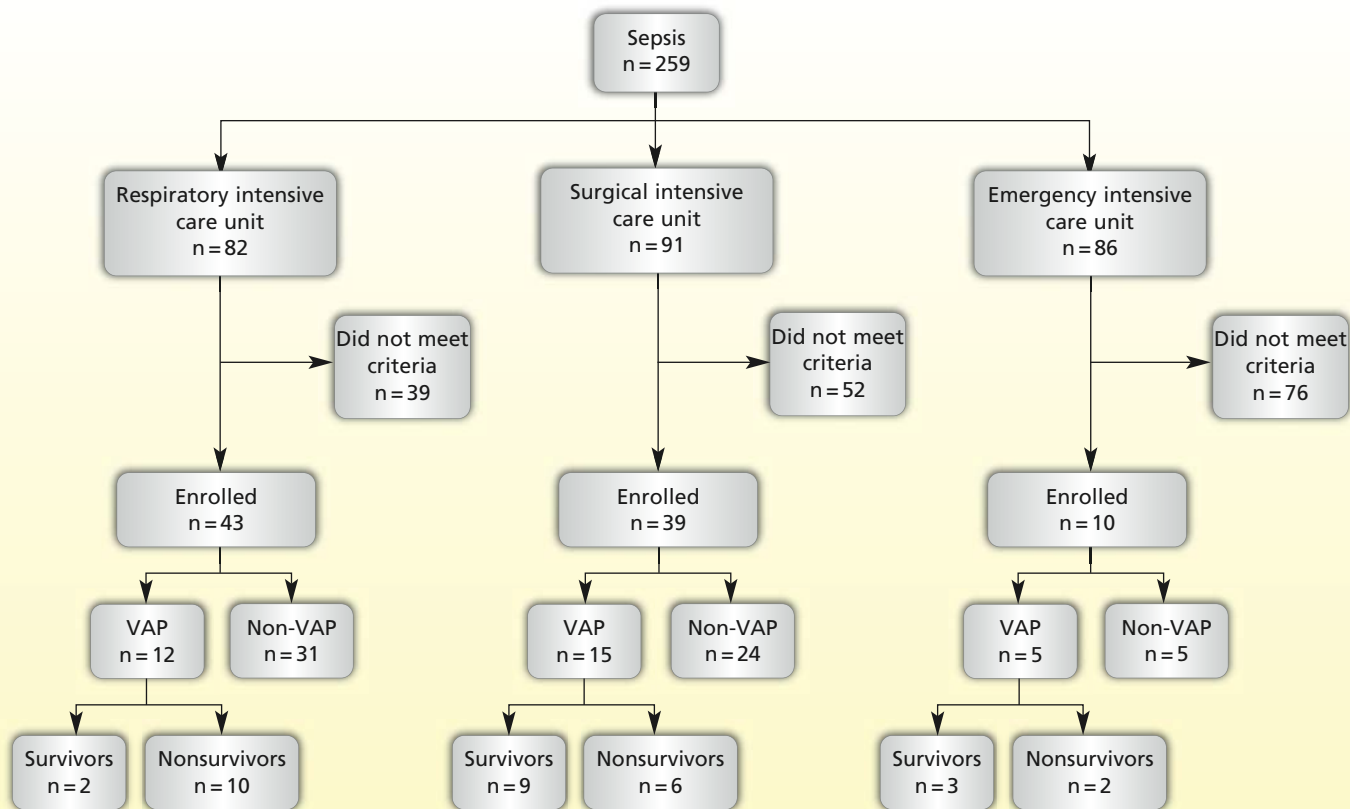 Sepsis
n=259
Respiratory intensive
care unit
n=82
Surgical intensive
care unit
n=91
Emergency intensive
care unit
n=86
Did not meet
criteria
n=39
Did not meet
criteria
n=52
Did not meet
criteria
n=76
Enrolled
n=43
Enrolled
n=39
Enrolled
n=10
VAP
n=12
Non-VAP
n=31
VAP
n=15
Non-VAP
n=24
VAP
n=5
Non-VAP
n=5
Survivors
n=2
Nonsurvivors
n=10
Survivors
n=9
Nonsurvivors
n=6
Survivors
n=3
Nonsurvivors
n=2